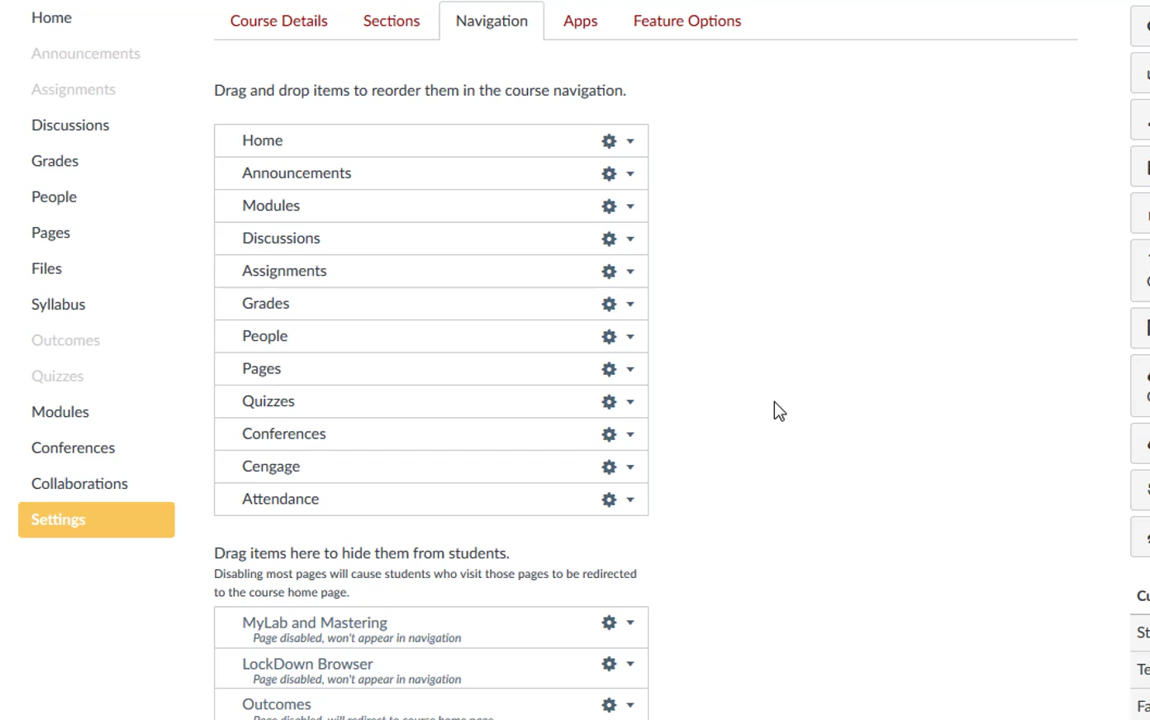 Home
Announcements
Assignments
Discussions
Grades
People
Pages
Files
Syllabus
Outcomes
Quizzes
Modules
Conferences
Collaborations
Settings
Course Details
Sections
Navigation
Apps
Feature Options
Drag and drop items to reorder them in the course navigation.
Home
Announcements
Modules
Discussions
Assignments
Grades
People
Pages
Quizzes
Conferences
Cengage
Attendance
Drag items here to hide them from students.
Disabling most pages will cause students who visit those pages to be redirected
to the course home page.
MyLab and Mastering
Page disabled, won't appear in navigation
LockDown Browser
Page disabled, won't appear in navigation
Outcomes
Page disabled, will redirect to course home page